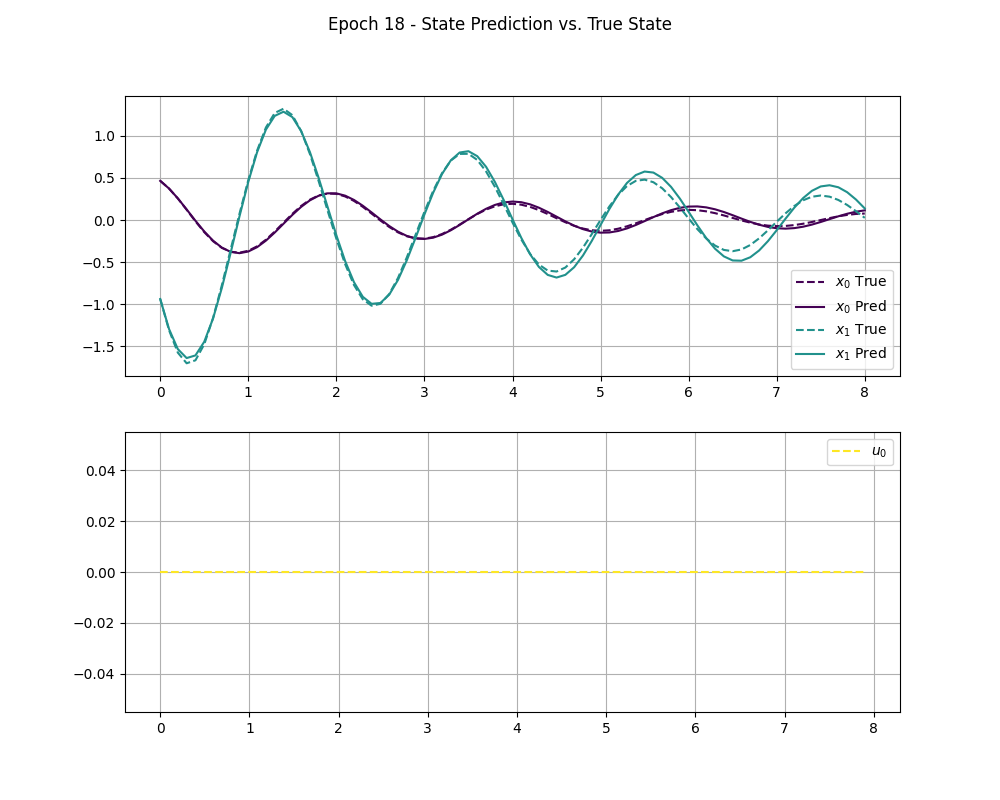 Epoch 18 - State Prediction vs. True State
1.0
0.5
0.0
−0.5
−1.0
−1.5
x₀ True
x₀ Pred
x₁ True
x₁ Pred
0 1 2 3 4 5 6 7 8
0.04
0.02
0.00
−0.02
−0.04
u₀
0 1 2 3 4 5 6 7 8